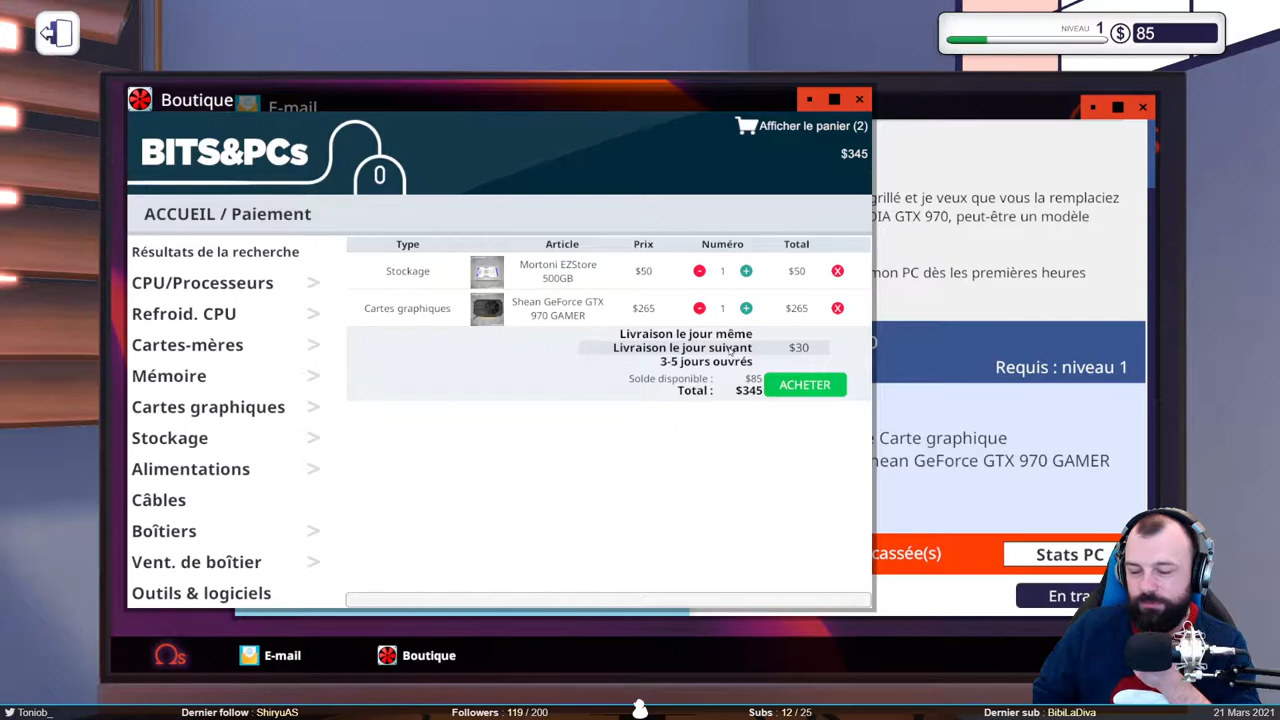 NIVEAU 1 $ 85
Boutique
E-mail
BITS&PCs
Afficher le panier (2)
$345
ACCUEIL / Paiement
Résultats de la recherche
CPU/Processeurs >
Refroid. CPU >
Cartes-mères >
Mémoire >
Cartes graphiques >
Stockage >
Alimentations >
Câbles
Boîtiers >
Vent. de boîtier >
Outils & logiciels
Type Article Prix Numéro Total
Stockage Mortoni EZStore 500GB $50 - 1 + $50 X
Cartes graphiques Shean GeForce GTX 970 GAMER $265 - 1 + $265 X
Livraison le jour même
Livraison le jour suivant $30
3-5 jours ouvrés
Solde disponible : $85
Total : $345
ACHETER
grillé et je veux que vous la remplaciez
DIA GTX 970, peut-être un modèle
mon PC dès les premières heures
0
Requis : niveau 1
Carte graphique
hean GeForce GTX 970 GAMER
cassée(s)
Stats PC
En tra
Ωs
E-mail
Boutique
Toniob_
Dernier follow : ShiryuAS
Followers : 119 / 200
Subs : 12 / 25
Dernier sub : BibiLaDiva
21 Mars 2021